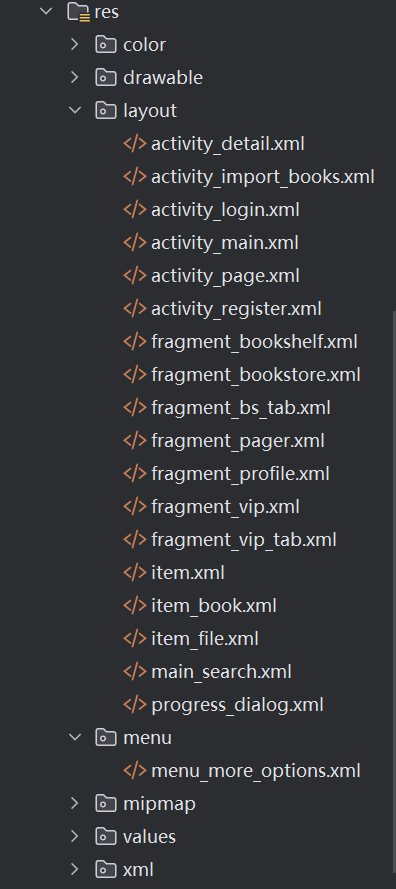 res
color
drawable
layout
activity_detail.xml
activity_import_books.xml
activity_login.xml
activity_main.xml
activity_page.xml
activity_register.xml
fragment_bookshelf.xml
fragment_bookstore.xml
fragment_bs_tab.xml
fragment_pager.xml
fragment_profile.xml
fragment_vip.xml
fragment_vip_tab.xml
item.xml
item_book.xml
item_file.xml
main_search.xml
progress_dialog.xml
menu
menu_more_options.xml
mipmap
values
xml